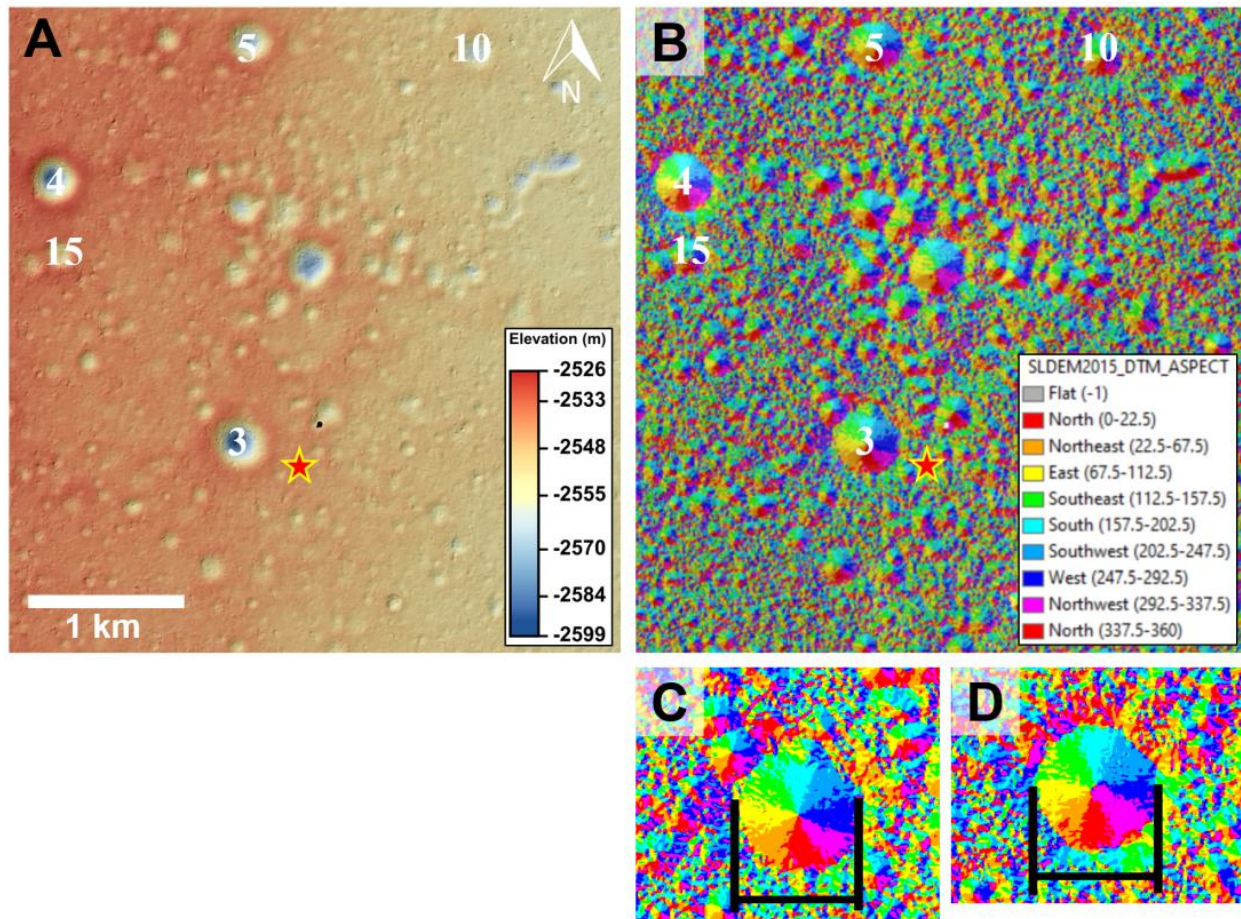 A
5
10
N
4
15
3
Elevation (m)
-2526
-2533
-2548
-2555
-2570
-2584
-2599
1 km
B
5
10
4
15
3
SLDEM2015_DTM_ASPECT
Flat (-1)
North (0-22.5)
Northeast (22.5-67.5)
East (67.5-112.5)
Southeast (112.5-157.5)
South (157.5-202.5)
Southwest (202.5-247.5)
West (247.5-292.5)
Northwest (292.5-337.5)
North (337.5-360)
C
D